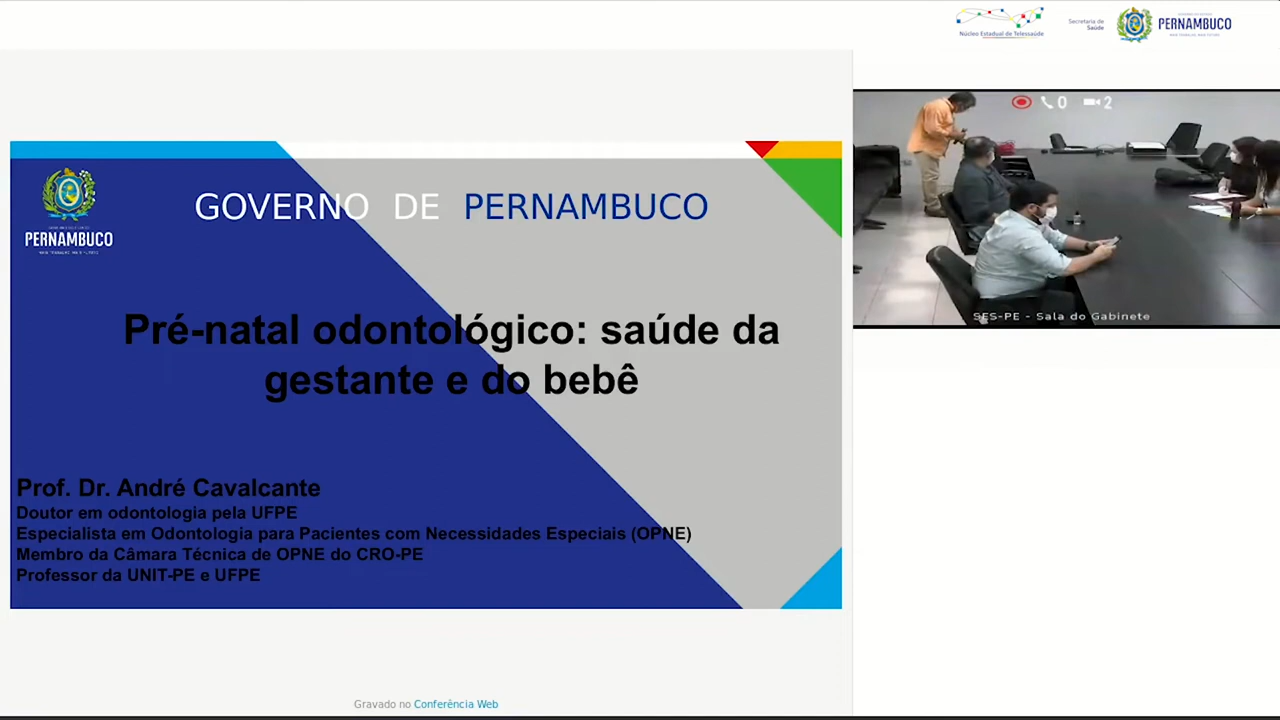 Núcleo Estadual de Telessaúde
Secretaria de
Saúde
PERNAMBUCO
0 2
GOVERNO DE PERNAMBUCO
PERNAMBUCO
Pré-natal odontológico: saúde da
gestante e do bebê
SES-PE - Sala do Gabinete
Prof. Dr. André Cavalcante
Doutor em odontologia pela UFPE
Especialista em Odontologia para Pacientes com Necessidades Especiais (OPNE)
Membro da Câmara Técnica de OPNE do CRO-PE
Professor da UNIT-PE e UFPE
Gravado no Conferência Web